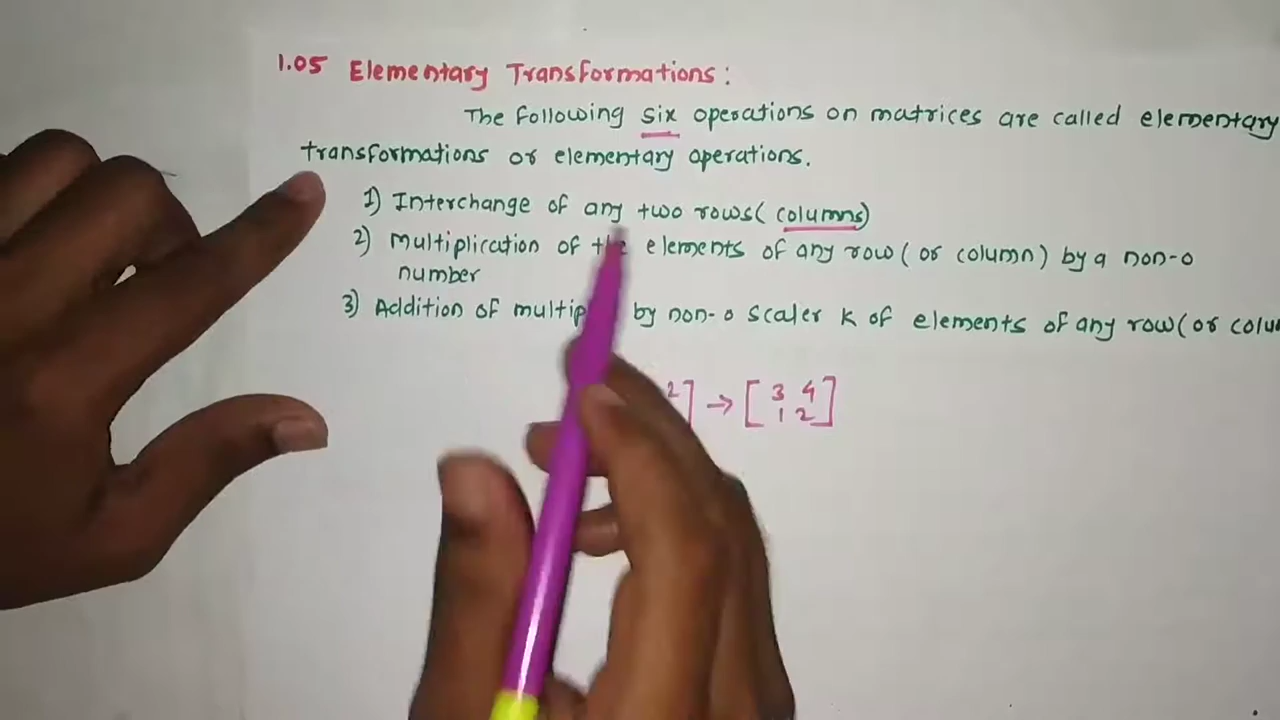 1.05 Elementary Transformations:
The following six operations on matrices are called elementary
transformations or elementary operations.
1) Interchange of any two rows( columns)
2) Multiplication of the elements of any row ( or column ) by a non-0
number
3) Addition of by non-0 scaler K of elements of any row( or
2] → [ 3 4
1 2 ]